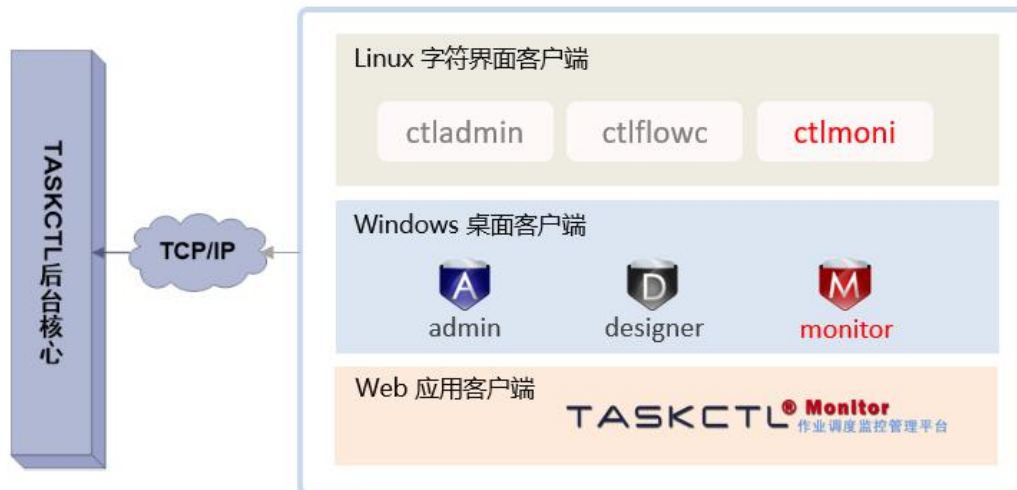 TASKCTL后台核心
TCP/IP
Linux 字符界面客户端
ctladmin ctlflowc ctlmoni
Windows 桌面客户端
A D M
admin designer monitor
Web 应用客户端
TASKCTL® Monitor
作业调度监控管理平台